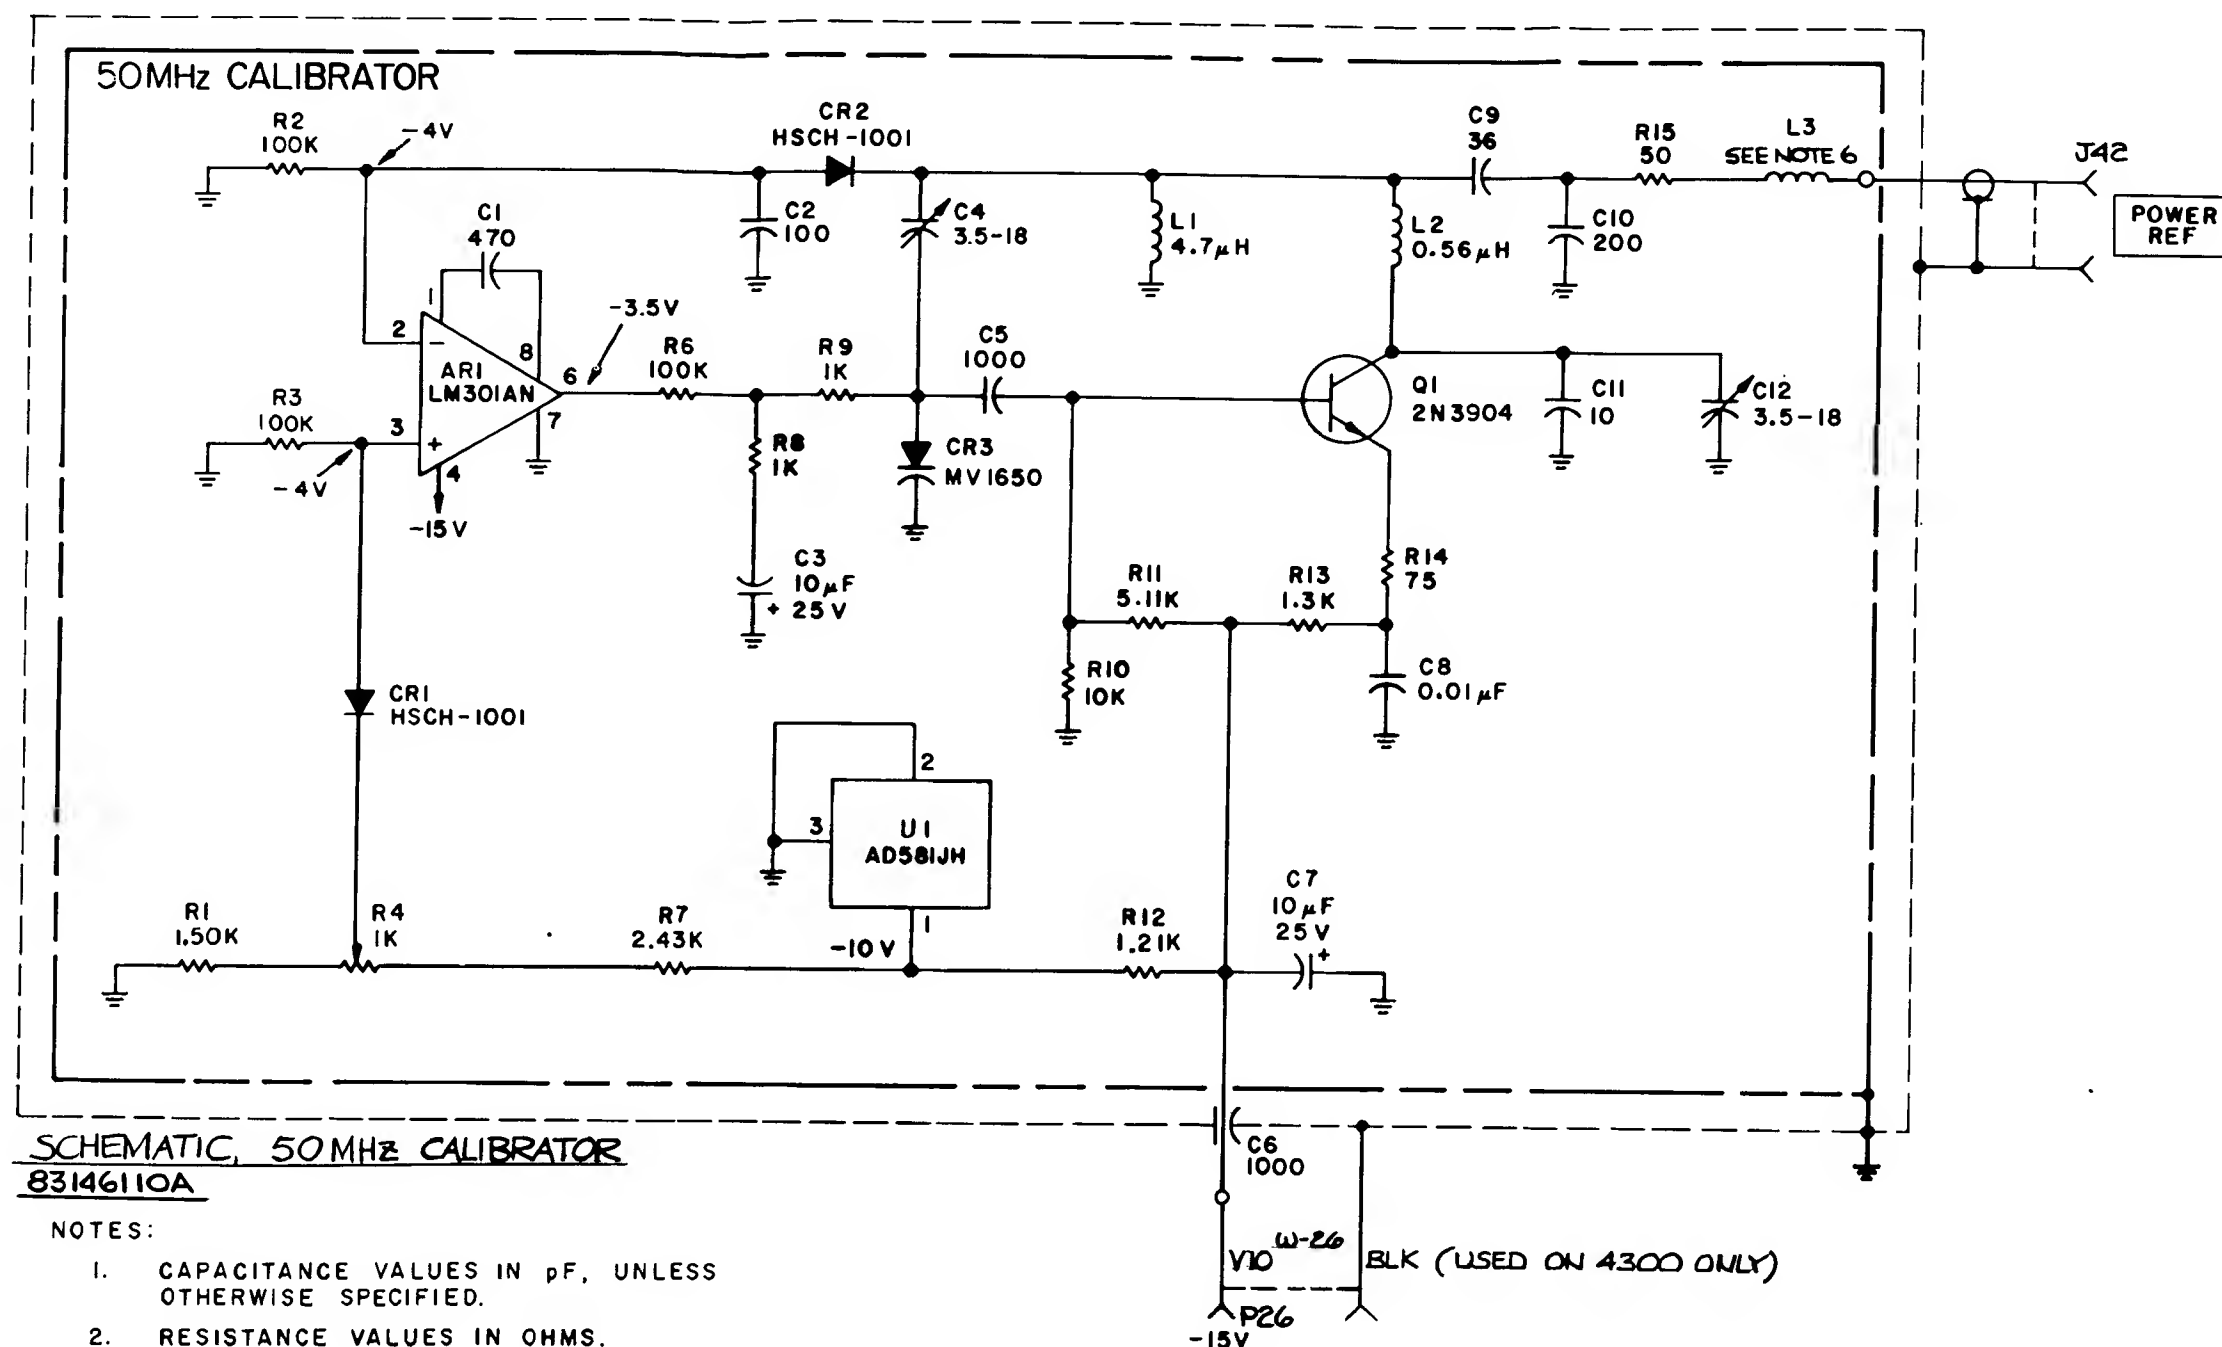 50MHz CALIBRATOR
R2
100K
-4V
CR2
HSCH-1001
C9
36
R15
50
L3
SEE NOTE 6
J42
POWER
REF
C1
470
C2
100
C4
3.5-18
L1
4.7μH
L2
0.56μH
C10
200
1
2
-
8
AR1
LM301AN
6
7
3
+
4
-15V
-3.5V
R6
100K
R9
1K
C5
1000
R3
100K
-4V
R8
1K
CR3
MV1650
Q1
2N3904
C11
10
C12
3.5-18
C3
10μF
+ 25V
R11
5.11K
R13
1.3K
R14
75
R10
10K
C8
0.01μF
CR1
HSCH-1001
2
3
U1
AD581JH
1
-10V
R1
1.50K
R4
1K
R7
2.43K
R12
1.21K
C7
10μF
25V
+
C6
1000
SCHEMATIC, 50MHz CALIBRATOR
83146110A
NOTES:
1. CAPACITANCE VALUES IN pF, UNLESS
OTHERWISE SPECIFIED.
2. RESISTANCE VALUES IN OHMS.
W-26
VIO
BLK (USED ON 4300 ONLY)
P26
-15V